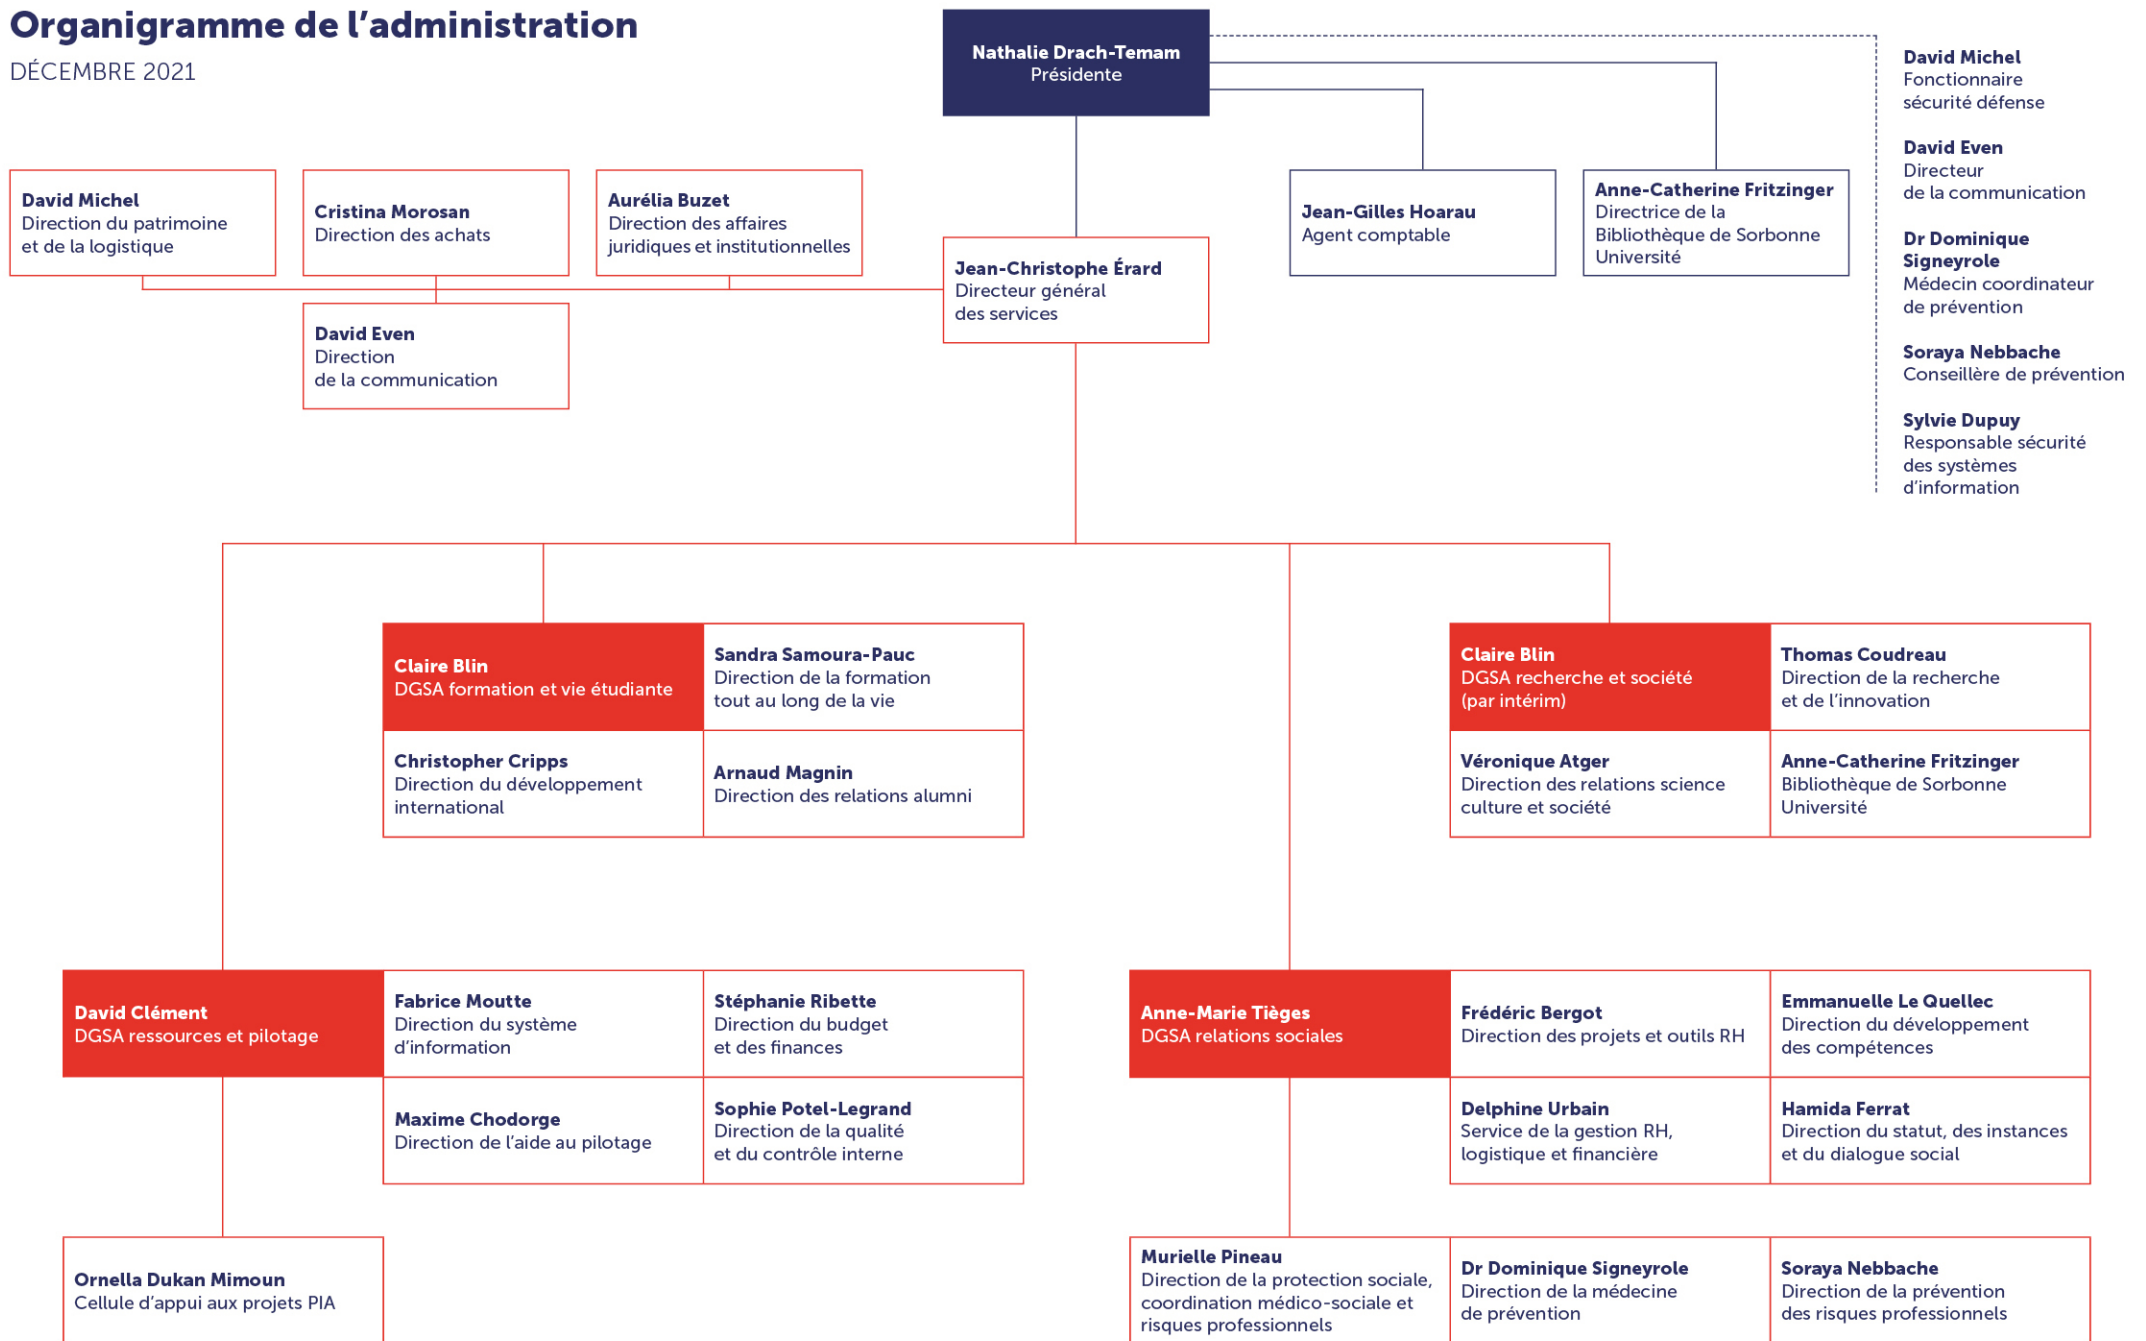 Organigramme de l’administration
DÉCEMBRE 2021
Nathalie Drach-Temam
Présidente
David Michel
Fonctionnaire
sécurité défense
David Even
Directeur
de la communication
Dr Dominique
Signeyrole
Médecin coordinateur
de prévention
Soraya Nebbache
Conseillère de prévention
Sylvie Dupuy
Responsable sécurité
des systèmes
d’information
David Michel
Direction du patrimoine
et de la logistique
Cristina Morosan
Direction des achats
Aurélia Buzet
Direction des affaires
juridiques et institutionnelles
Jean-Christophe Érard
Directeur général
des services
Jean-Gilles Hoarau
Agent comptable
Anne-Catherine Fritzinger
Directrice de la
Bibliothèque de Sorbonne
Université
David Even
Direction
de la communication
Claire Blin
DGSA formation et vie étudiante
Sandra Samoura-Pauc
Direction de la formation
tout au long de la vie
Christopher Cripps
Direction du développement
international
Arnaud Magnin
Direction des relations alumni
Claire Blin
DGSA recherche et société
(par intérim)
Thomas Coudreau
Direction de la recherche
et de l’innovation
Véronique Atger
Direction des relations science
culture et société
Anne-Catherine Fritzinger
Bibliothèque de Sorbonne
Université
David Clément
DGSA ressources et pilotage
Fabrice Moutte
Direction du système
d’information
Stéphanie Ribette
Direction du budget
et des finances
Maxime Chodorge
Direction de l’aide au pilotage
Sophie Potel-Legrand
Direction de la qualité
et du contrôle interne
Ornella Dukan Mimoun
Cellule d’appui aux projets PIA
Anne-Marie Tièges
DGSA relations sociales
Frédéric Bergot
Direction des projets et outils RH
Emmanuelle Le Quellec
Direction du développement
des compétences
Delphine Urbain
Service de la gestion RH,
logistique et financière
Hamida Ferrat
Direction du statut, des instances
et du dialogue social
Murielle Pineau
Direction de la protection sociale,
coordination médico-sociale et
risques professionnels
Dr Dominique Signeyrole
Direction de la médecine
de prévention
Soraya Nebbache
Direction de la prévention
des risques professionnels